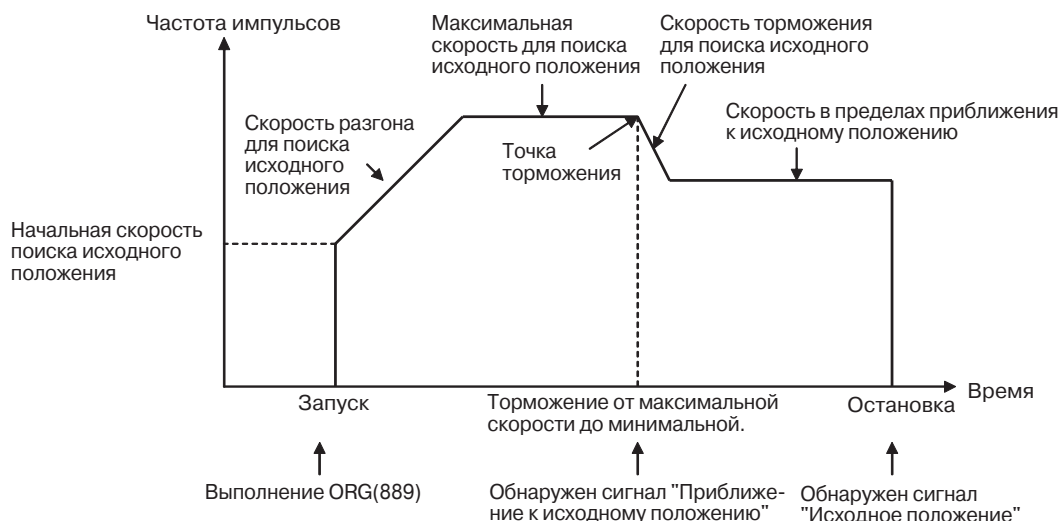 Частота импульсов
Максимальная
скорость для поиска
исходного положения
Скорость торможения
для поиска исходного
положения
Скорость разгона
для поиска
исходного
положения
Точка
торможения
Скорость в пределах приближения
к исходному положению
Начальная скорость
поиска исходного
положения
Запуск
Торможение от максимальной
скорости до минимальной.
Остановка
Время
Выполнение ORG(889)
Обнаружен сигнал "Приближе-
ние к исходному положению"
Обнаружен сигнал
"Исходное положение"